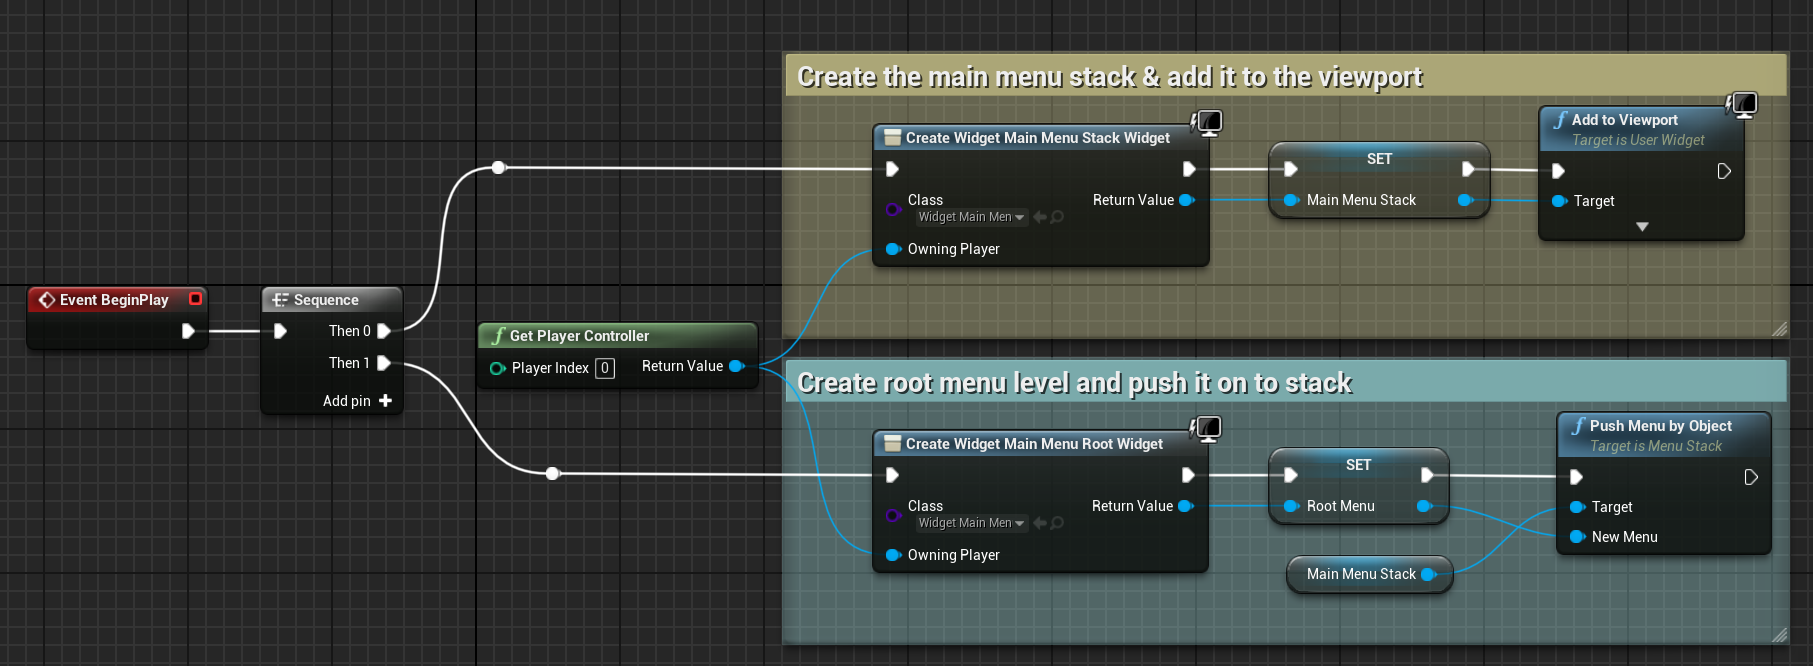 Create the main menu stack & add it to the viewport
Create Widget Main Menu Stack Widget
Class
Widget Main Men
Return Value
Owning Player
SET
Main Menu Stack
Add to Viewport
Target is User Widget
Target
Event BeginPlay
Sequence
Then 0
Then 1
Add pin
Get Player Controller
Player Index 0
Return Value
Create root menu level and push it on to stack
Create Widget Main Menu Root Widget
Class
Widget Main Men
Return Value
Owning Player
SET
Root Menu
Main Menu Stack
Push Menu by Object
Target is Menu Stack
Target
New Menu